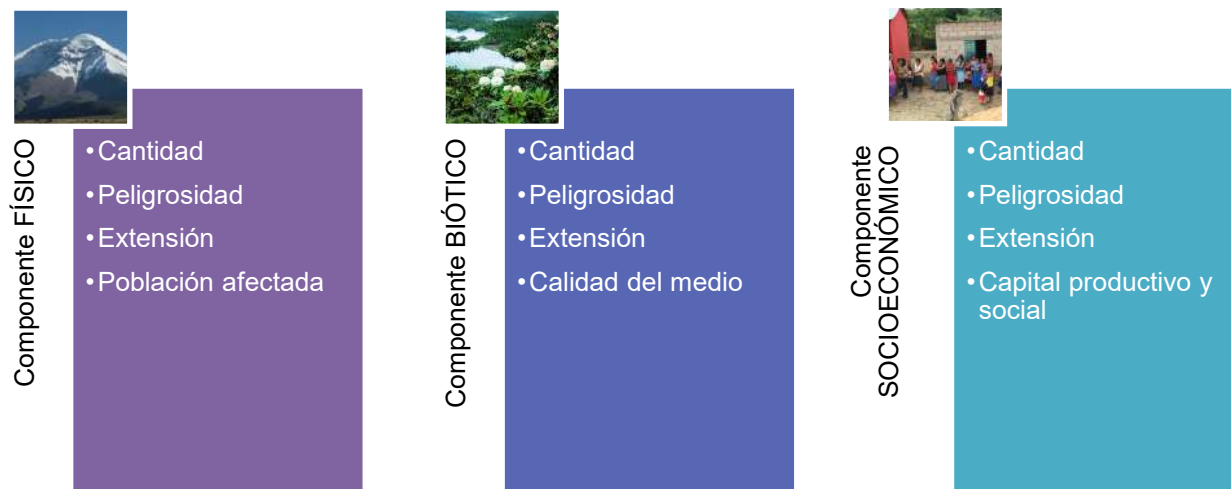 Componente FÍSICO
•Cantidad
•Peligrosidad
•Extensión
•Población afectada
Componente BIÓTICO
•Cantidad
•Peligrosidad
•Extensión
•Calidad del medio
Componente
SOCIOECONÓMICO
•Cantidad
•Peligrosidad
•Extensión
•Capital productivo y
social